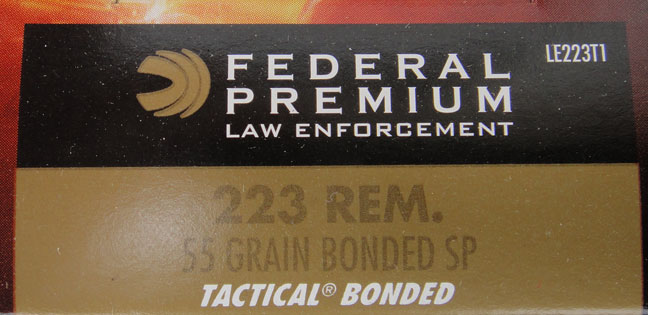 LE223T1
FEDERAL
PREMIUM
LAW ENFORCEMENT
223 REM.
55 GRAIN BONDED SP
TACTICAL® BONDED